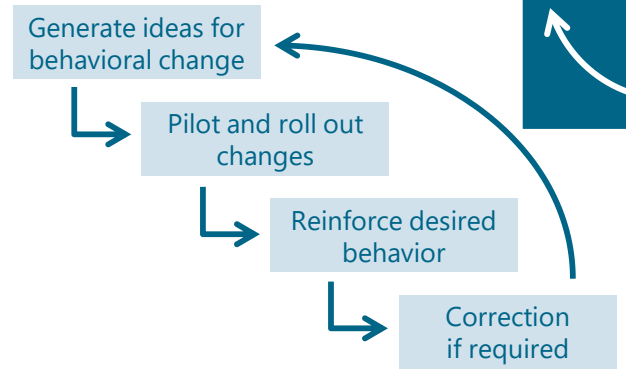 Generate ideas for
behavioral change
Pilot and roll out
changes
Reinforce desired
behavior
Correction
if required